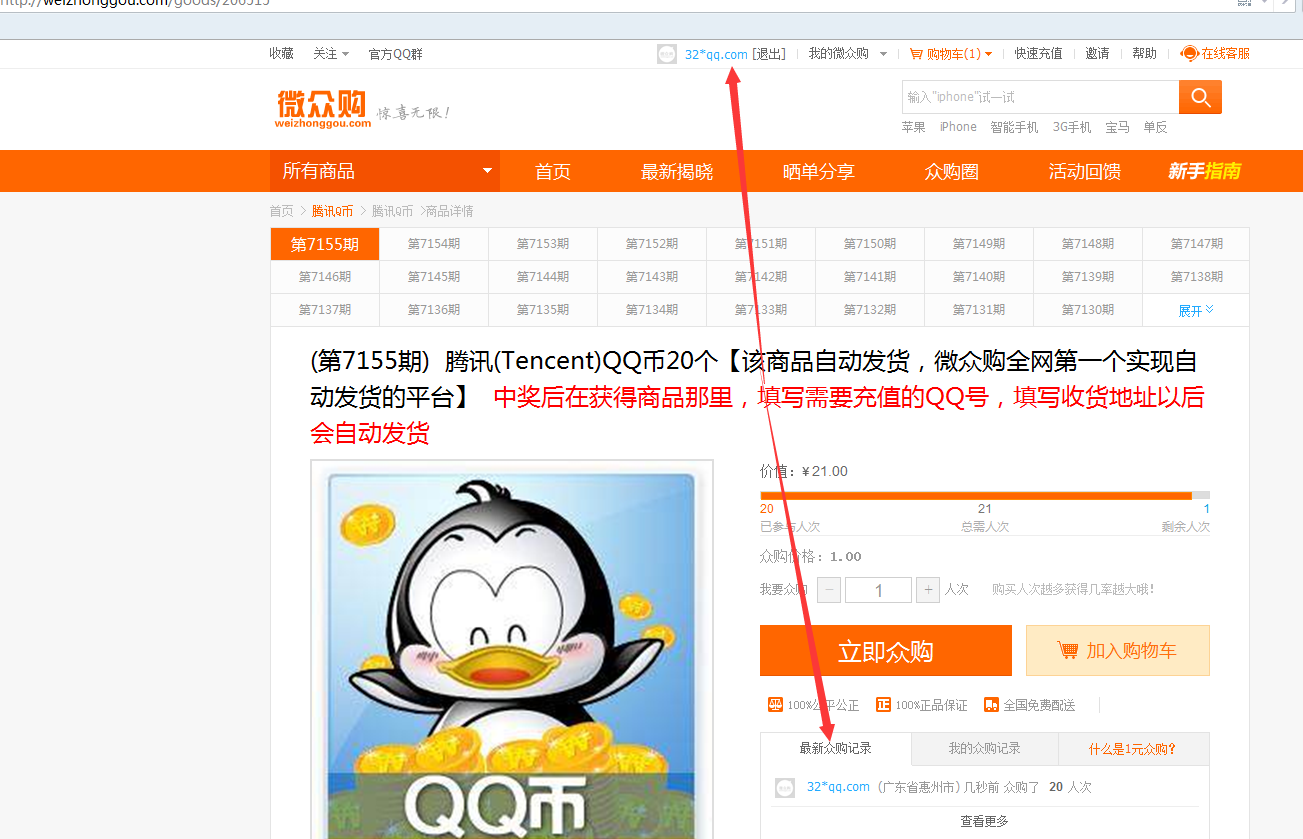 http://weizhonggou.com/goods/206515
收藏 关注 官方QQ群 32*qq.com [退出] 我的微众购 购物车(1) 快速充值 邀请 帮助 在线客服
微众购
weizhonggou.com
惊喜无限!
输入"iphone"试一试
苹果 iPhone 智能手机 3G手机 宝马 单反
所有商品 首页 最新揭晓 晒单分享 众购圈 活动回馈 新手指南
首页 > 腾讯Q币 > 腾讯Q币 >商品详情
第7155期 第7154期 第7153期 第7152期 第7151期 第7150期 第7149期 第7148期 第7147期
第7146期 第7145期 第7144期 第7143期 第7142期 第7141期 第7140期 第7139期 第7138期
第7137期 第7136期 第7135期 第7134期 第7133期 第7132期 第7131期 第7130期 展开
(第7155期) 腾讯(Tencent)QQ币20个【该商品自动发货，微众购全网第一个实现自
动发货的平台】 中奖后在获得商品那里，填写需要充值的QQ号，填写收货地址以后
会自动发货
QQ币
价值：¥21.00
20 21 1
已参与人次 总需人次 剩余人次
众购价格：1.00
我要众购 − 1 + 人次 购买人次越多获得几率越大哦!
立即众购 加入购物车
100%公平公正 正 100%正品保证 全国免费配送
最新众购记录 我的众购记录 什么是1元众购?
32*qq.com (广东省惠州市) 几秒前 众购了 20 人次
查看更多